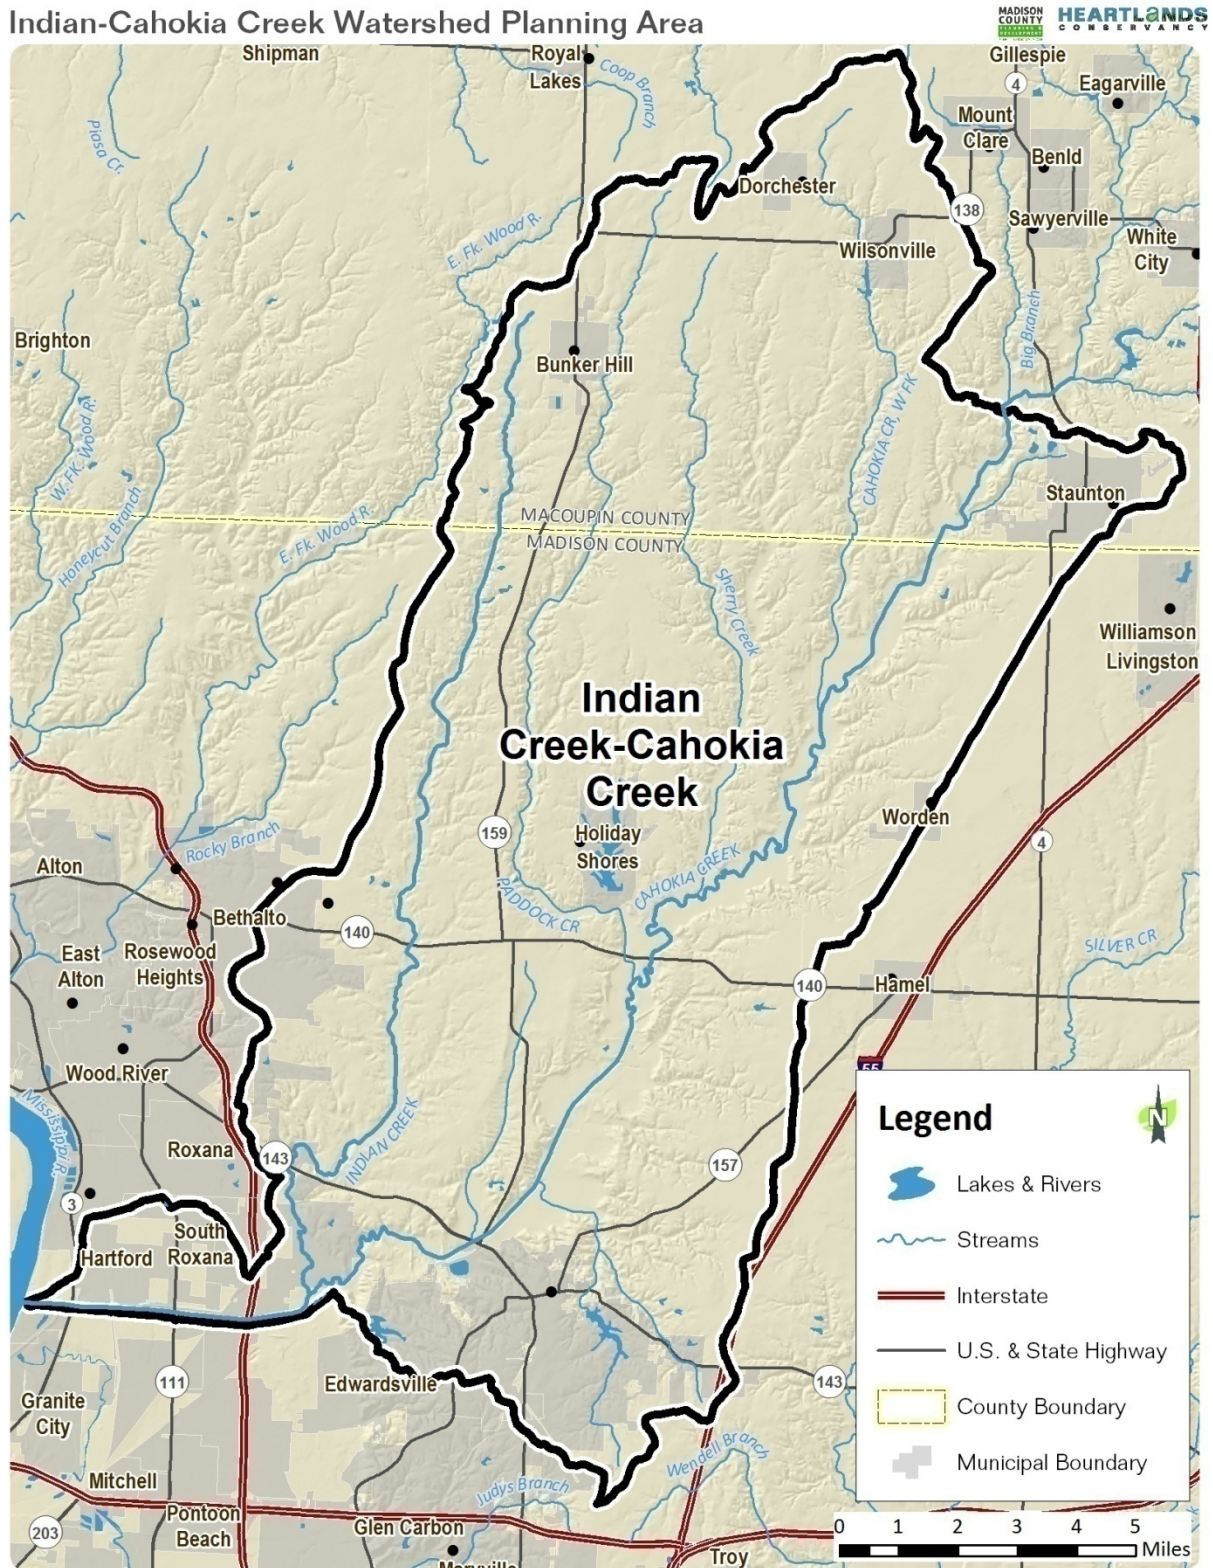 Indian-Cahokia Creek Watershed Planning Area
MADISON
COUNTY
HEARTLANDS
CONSERVANCY
Shipman
Royal
Lakes
Coop Branch
Gillespie
4
Eagarville
Piasa Cr.
Mount
Clare
Benld
Dorchester
138
Sawyerville
E. Fk. Wood R.
Wilsonville
White
City
Brighton
Big Branch
Bunker Hill
W. FK. Wood R.
CAHOKIA CR, W FK
Staunton
MACOUPIN COUNTY
MADISON COUNTY
Honeycut Branch
E. Fk. Wood R.
Sherry Creek
Williamson
Livingston
Indian
Creek-Cahokia
Creek
Worden
159
Holiday
Shores
4
Rocky Branch
Alton
CAHOKIA CREEK
PADDOCK CR
Bethalto
140
East
Alton
Rosewood
Heights
SILVER CR
140
Hamel
Wood River
55
Mississippi R.
INDIAN CREEK
Roxana
143
157
3
South
Roxana
Hartford
111
Edwardsville
143
Granite
City
Wendell Branch
Judys Branch
Mitchell
Pontoon
Beach
Glen Carbon
203
Maryville
Troy
Legend
N
Lakes & Rivers
Streams
Interstate
U.S. & State Highway
County Boundary
Municipal Boundary
0 1 2 3 4 5
Miles